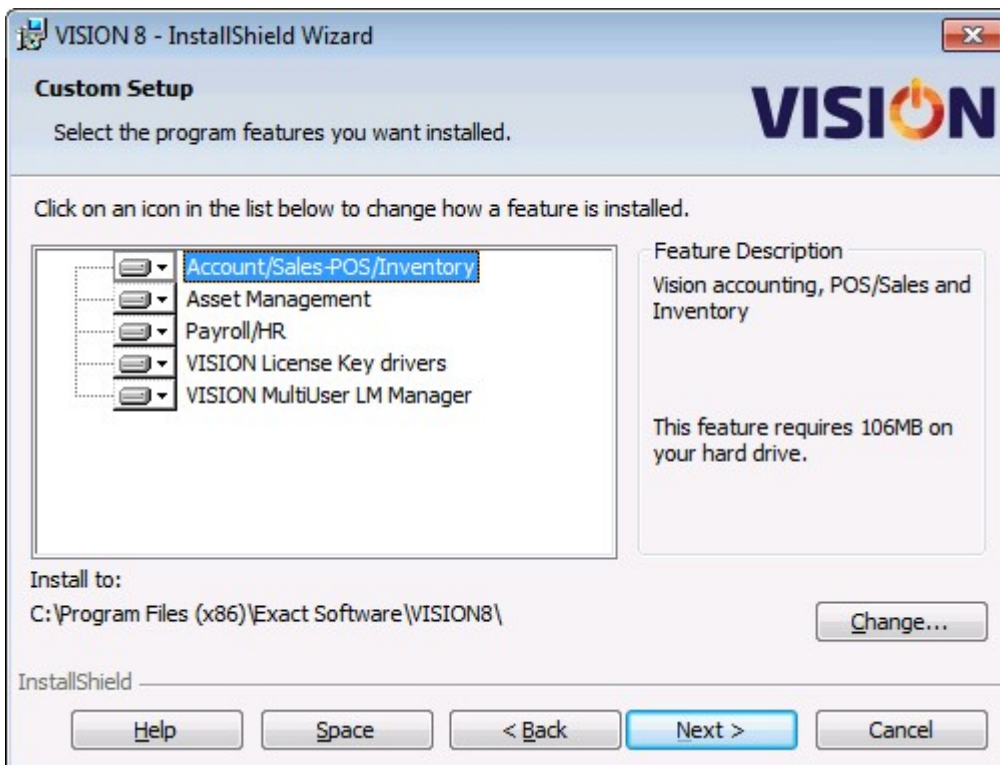 VISION 8 - InstallShield Wizard
Custom Setup
Select the program features you want installed.
VISION
Click on an icon in the list below to change how a feature is installed.
Account/Sales-POS/Inventory
Asset Management
Payroll/HR
VISION License Key drivers
VISION MultiUser LM Manager
Feature Description
Vision accounting, POS/Sales and
Inventory
This feature requires 106MB on
your hard drive.
Install to:
C:\Program Files (x86)\Exact Software\VISION8\
Change...
InstallShield
Help
Space
< Back
Next >
Cancel